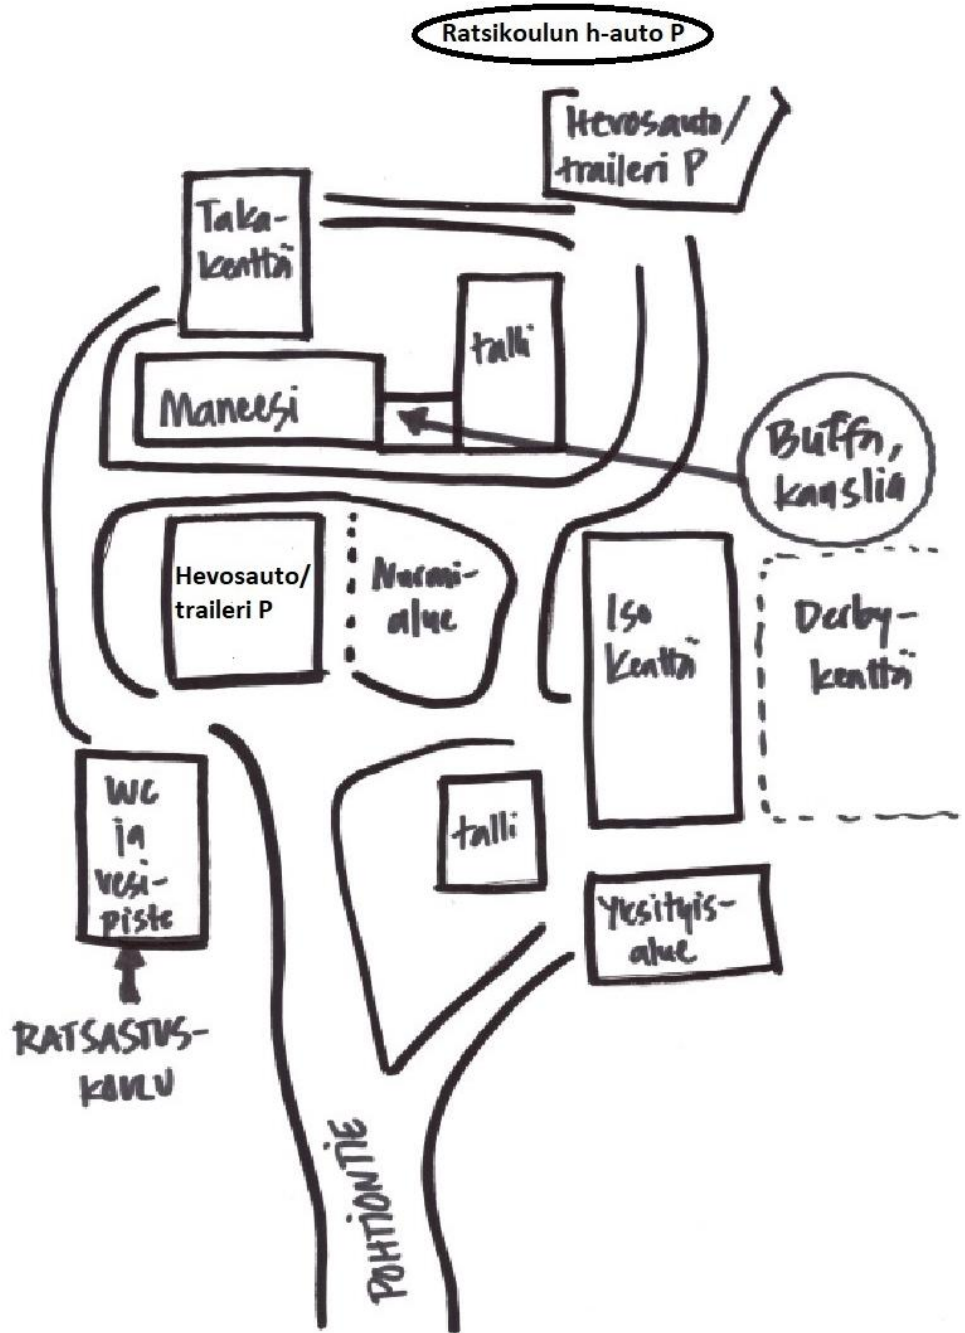 Ratsikoulun h-auto P
Hevosauto/
traileri P
Taka-
kenttä
talli
Maneesi
Buffa,
kanslia
Hevosauto/
traileri P
Nurmi-
alue
Iso
Kenttä
Derby-
kenttä
WC
ja
vesi-
piste
talli
Yksityis-
alue
RATSASTUS-
KOULU
POHTIONTIE